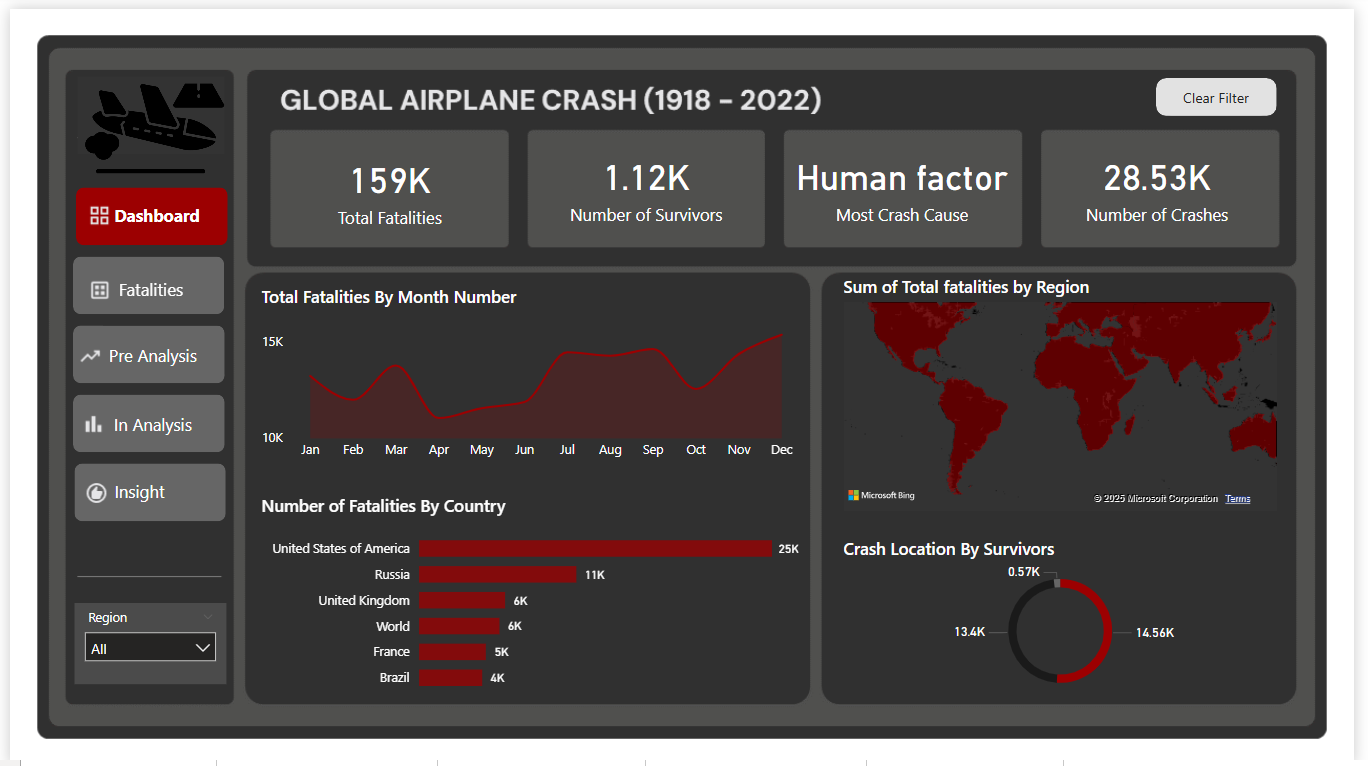 GLOBAL AIRPLANE CRASH (1918 – 2022)
Clear Filter
159K
Total Fatalities
1.12K
Number of Survivors
Human factor
Most Crash Cause
28.53K
Number of Crashes
Dashboard
Fatalities
Pre Analysis
In Analysis
Insight
Region
All
Total Fatalities By Month Number
15K
10K
Jan Feb Mar Apr May Jun Jul Aug Sep Oct Nov Dec
Number of Fatalities By Country
United States of America 25K
Russia 11K
United Kingdom 6K
World 6K
France 5K
Brazil 4K
Sum of Total fatalities by Region
Microsoft Bing
© 2025 Microsoft Corporation Terms
Crash Location By Survivors
0.57K
13.4K
14.56K